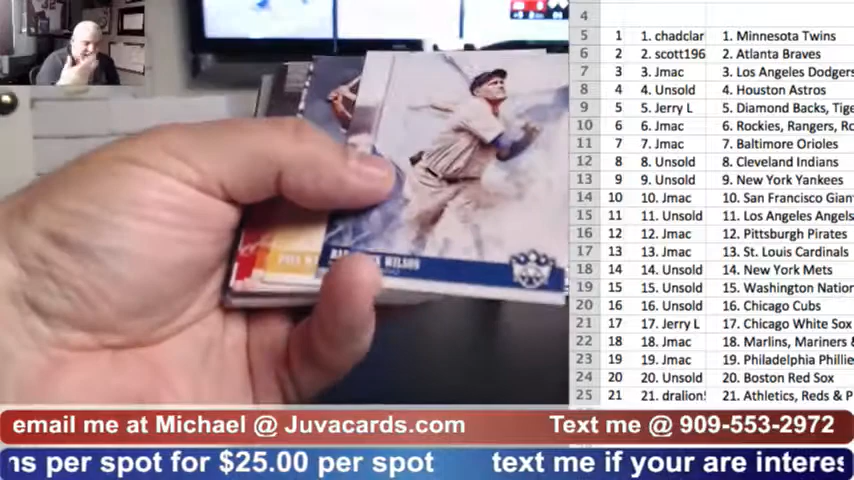 4
5 1 1. chadclar 1. Minnesota Twins
6 2 2. scott196 2. Atlanta Braves
7 3 3. Jmac 3. Los Angeles Dodgers
8 4 4. Unsold 4. Houston Astros
9 5 5. Jerry L 5. Diamond Backs, Tige
10 6 6. Jmac 6. Rockies, Rangers, Ro
11 7 7. Jmac 7. Baltimore Orioles
12 8 8. Unsold 8. Cleveland Indians
13 9 9. Unsold 9. New York Yankees
14 10 10. Jmac 10. San Francisco Gian
15 11 11. Unsold 11. Los Angeles Angels
16 12 12. Jmac 12. Pittsburgh Pirates
17 13 13. Jmac 13. St. Louis Cardinals
18 14 14. Unsold 14. New York Mets
19 15 15. Unsold 15. Washington Nation
20 16 16. Unsold 16. Chicago Cubs
21 17 17. Jerry L 17. Chicago White Sox
22 18 18. Jmac 18. Marlins, Mariners &
23 19 19. Jmac 19. Philadelphia Phillie
24 20 20. Unsold 20. Boston Red Sox
25 21 21. dralion! 21. Athletics, Reds & P
WILSON
email me at Michael @ Juvacards.com Text me @ 909-553-2972
ns per spot for $25.00 per spot text me if your are interes